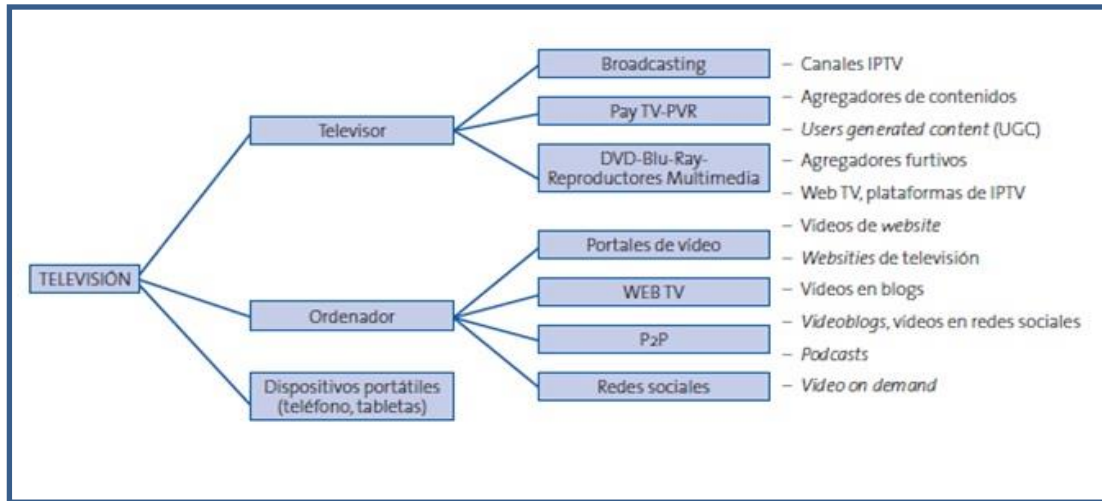 TELEVISIÓN
Televisor
Ordenador
Dispositivos portátiles
(teléfono, tabletas)
Broadcasting
Pay TV-PVR
DVD-Blu-Ray-
Reproductores Multimedia
Portales de vídeo
WEB TV
P2P
Redes sociales
– Canales IPTV
– Agregadores de contenidos
– Users generated content (UGC)
– Agregadores furtivos
– Web TV, plataformas de IPTV
– Vídeos de website
– Websities de televisión
– Vídeos en blogs
– Videoblogs, vídeos en redes sociales
– Podcasts
– Video on demand